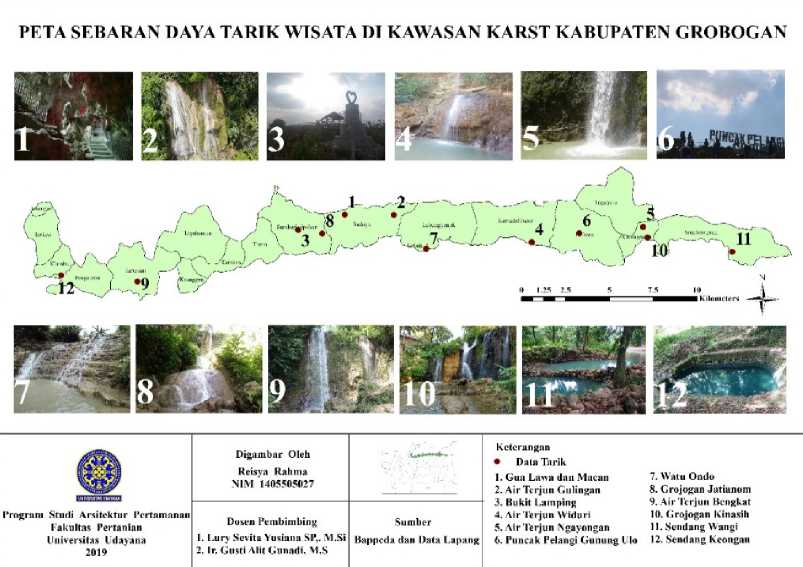 PETA SEBARAN DAYA TARIK WISATA DI KAWASAN KARST KABUPATEN GROBOGAN
1
2
3
4
5
6
PUNCAK PELANGI
1
2
8
3
7
4
6
5
10
11
12
9
0 1.25 2.5 5 7.5 10
Kilometers
N
7
8
9
10
11
12
Program Studi Arsitektur Pertamanan
Fakultas Pertanian
Universitas Udayana
2019
Digambar Oleh
Reisya Rahma
NIM 1405505027
Dosen Pembimbing
1. Lury Sevita Yusiana SP,. M.Si
2. Ir. Gusti Alit Gunadi, M.S
Sumber
Bappeda dan Data Lapang
Keterangan
Data Tarik
1. Gua Lawa dan Macan
2. Air Terjun Gulingan
3. Bukit Lamping
4. Air Terjun Widuri
5. Air Terjun Ngayongan
6. Puncak Pelangi Gunung Ulo
7. Watu Ondo
8. Grojogan Jatianom
9. Air Terjun Bengkat
10. Grojogan Kinasih
11. Sendang Wangi
12. Sendang Keongan